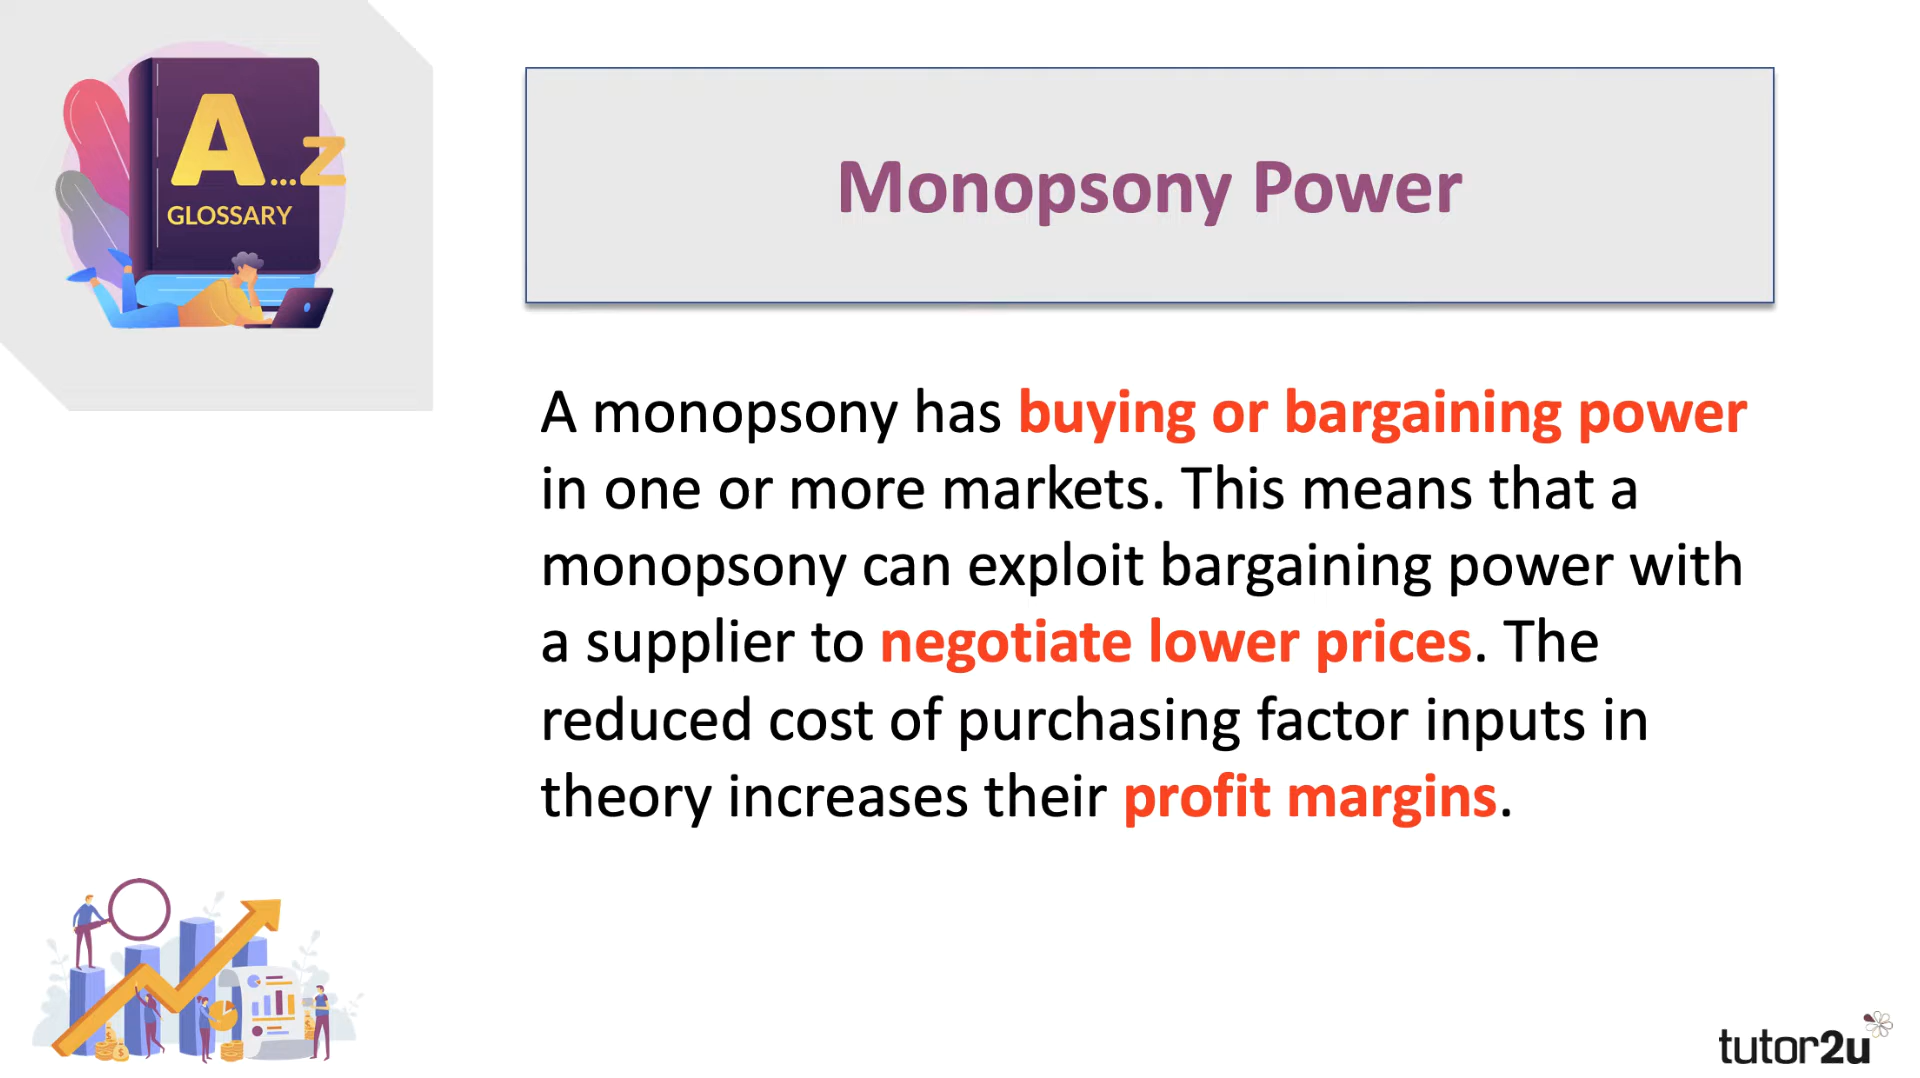 A...Z
GLOSSARY
Monopsony Power
A monopsony has buying or bargaining power
in one or more markets. This means that a
monopsony can exploit bargaining power with
a supplier to negotiate lower prices. The
reduced cost of purchasing factor inputs in
theory increases their profit margins.
tutor2u